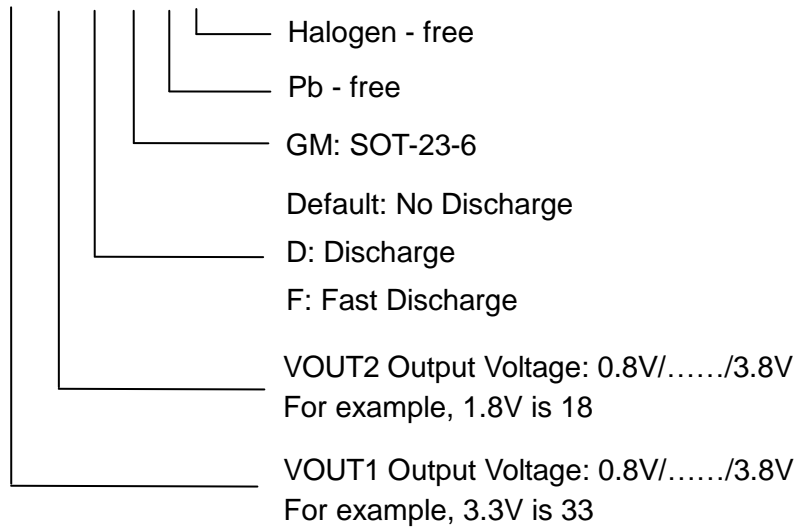 Halogen - free
Pb - free
GM: SOT-23-6
Default: No Discharge
D: Discharge
F: Fast Discharge
VOUT2 Output Voltage: 0.8V/……/3.8V
For example, 1.8V is 18
VOUT1 Output Voltage: 0.8V/……/3.8V
For example, 3.3V is 33